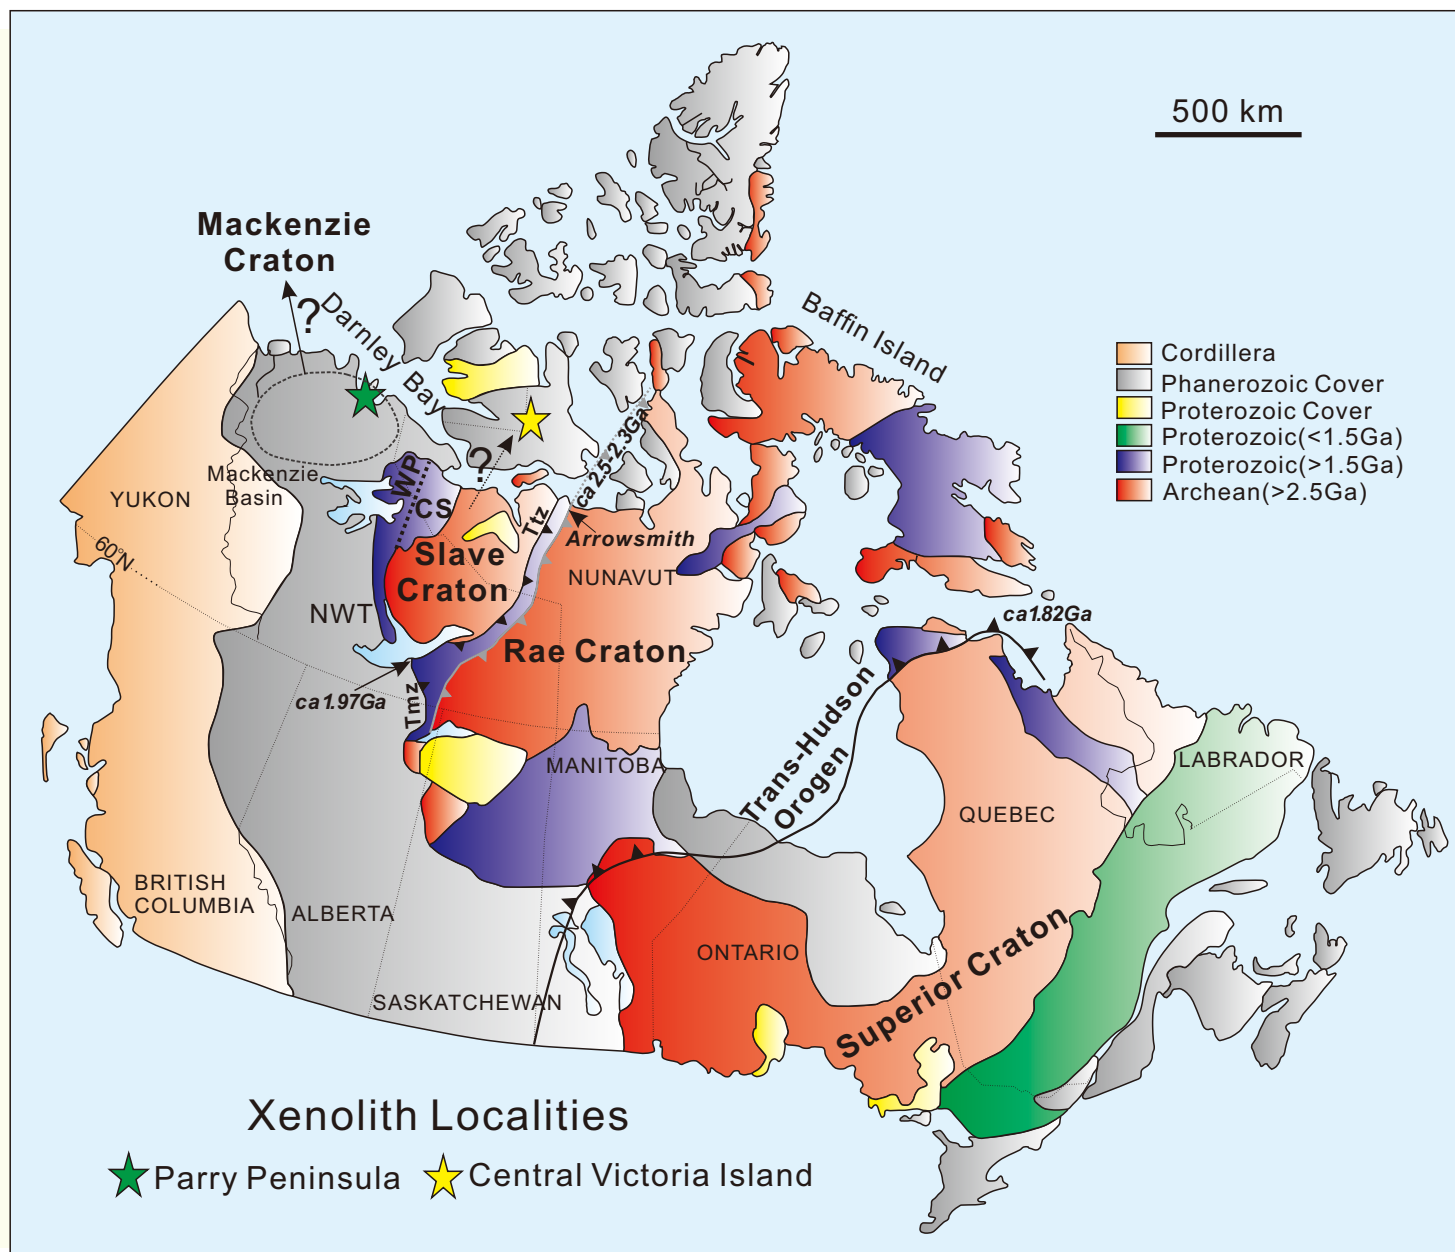 500 km
Mackenzie
Craton
?
Darnley Bay
Baffin Island
Cordillera
Phanerozoic Cover
Proterozoic Cover
Proterozoic(<1.5Ga)
Proterozoic(>1.5Ga)
Archean(>2.5Ga)
ca 2.5-2.3Ga
?
Mackenzie
Basin
YUKON
WP
CS
Ttz
Arrowsmith
60°N
Slave
Craton
NUNAVUT
NWT
ca1.82Ga
Rae Craton
ca1.97Ga
Tmz
Trans-Hudson
Orogen
MANITOBA
LABRADOR
QUEBEC
BRITISH
COLUMBIA
ALBERTA
ONTARIO
SASKATCHEWAN
Superior Craton
Xenolith Localities
Parry Peninsula
Central Victoria Island